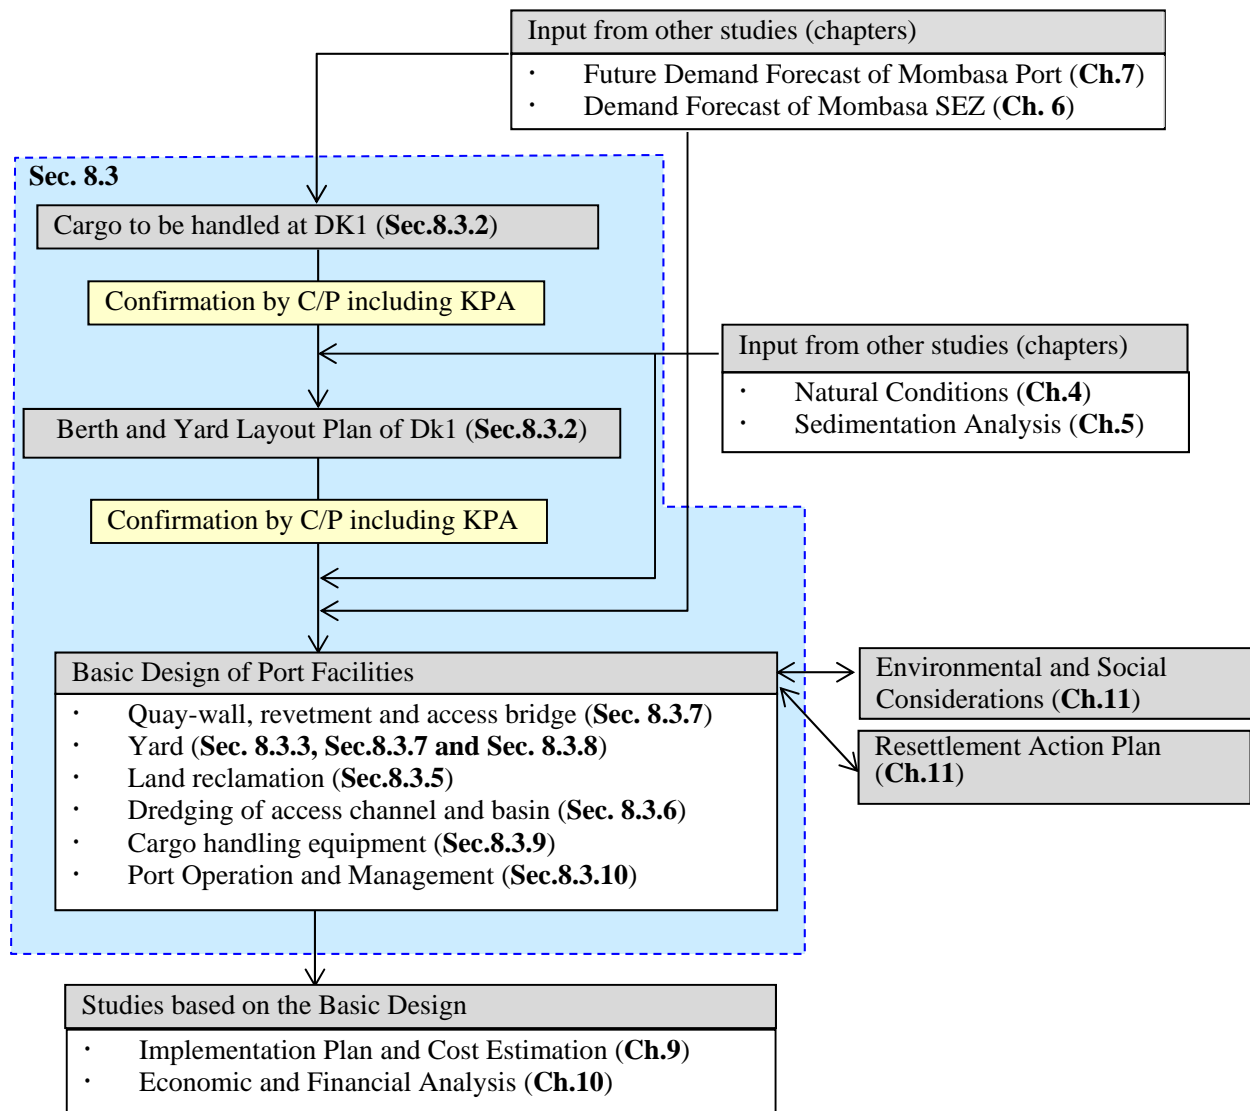 Input from other studies (chapters)
・ Future Demand Forecast of Mombasa Port (Ch.7)
・ Demand Forecast of Mombasa SEZ (Ch. 6)
Sec. 8.3
Cargo to be handled at DK1 (Sec.8.3.2)
Confirmation by C/P including KPA
Input from other studies (chapters)
・ Natural Conditions (Ch.4)
・ Sedimentation Analysis (Ch.5)
Berth and Yard Layout Plan of Dk1 (Sec.8.3.2)
Confirmation by C/P including KPA
Basic Design of Port Facilities
・ Quay-wall, revetment and access bridge (Sec. 8.3.7)
・ Yard (Sec. 8.3.3, Sec.8.3.7 and Sec. 8.3.8)
・ Land reclamation (Sec.8.3.5)
・ Dredging of access channel and basin (Sec. 8.3.6)
・ Cargo handling equipment (Sec.8.3.9)
・ Port Operation and Management (Sec.8.3.10)
Environmental and Social
Considerations (Ch.11)
Resettlement Action Plan
(Ch.11)
Studies based on the Basic Design
・ Implementation Plan and Cost Estimation (Ch.9)
・ Economic and Financial Analysis (Ch.10)